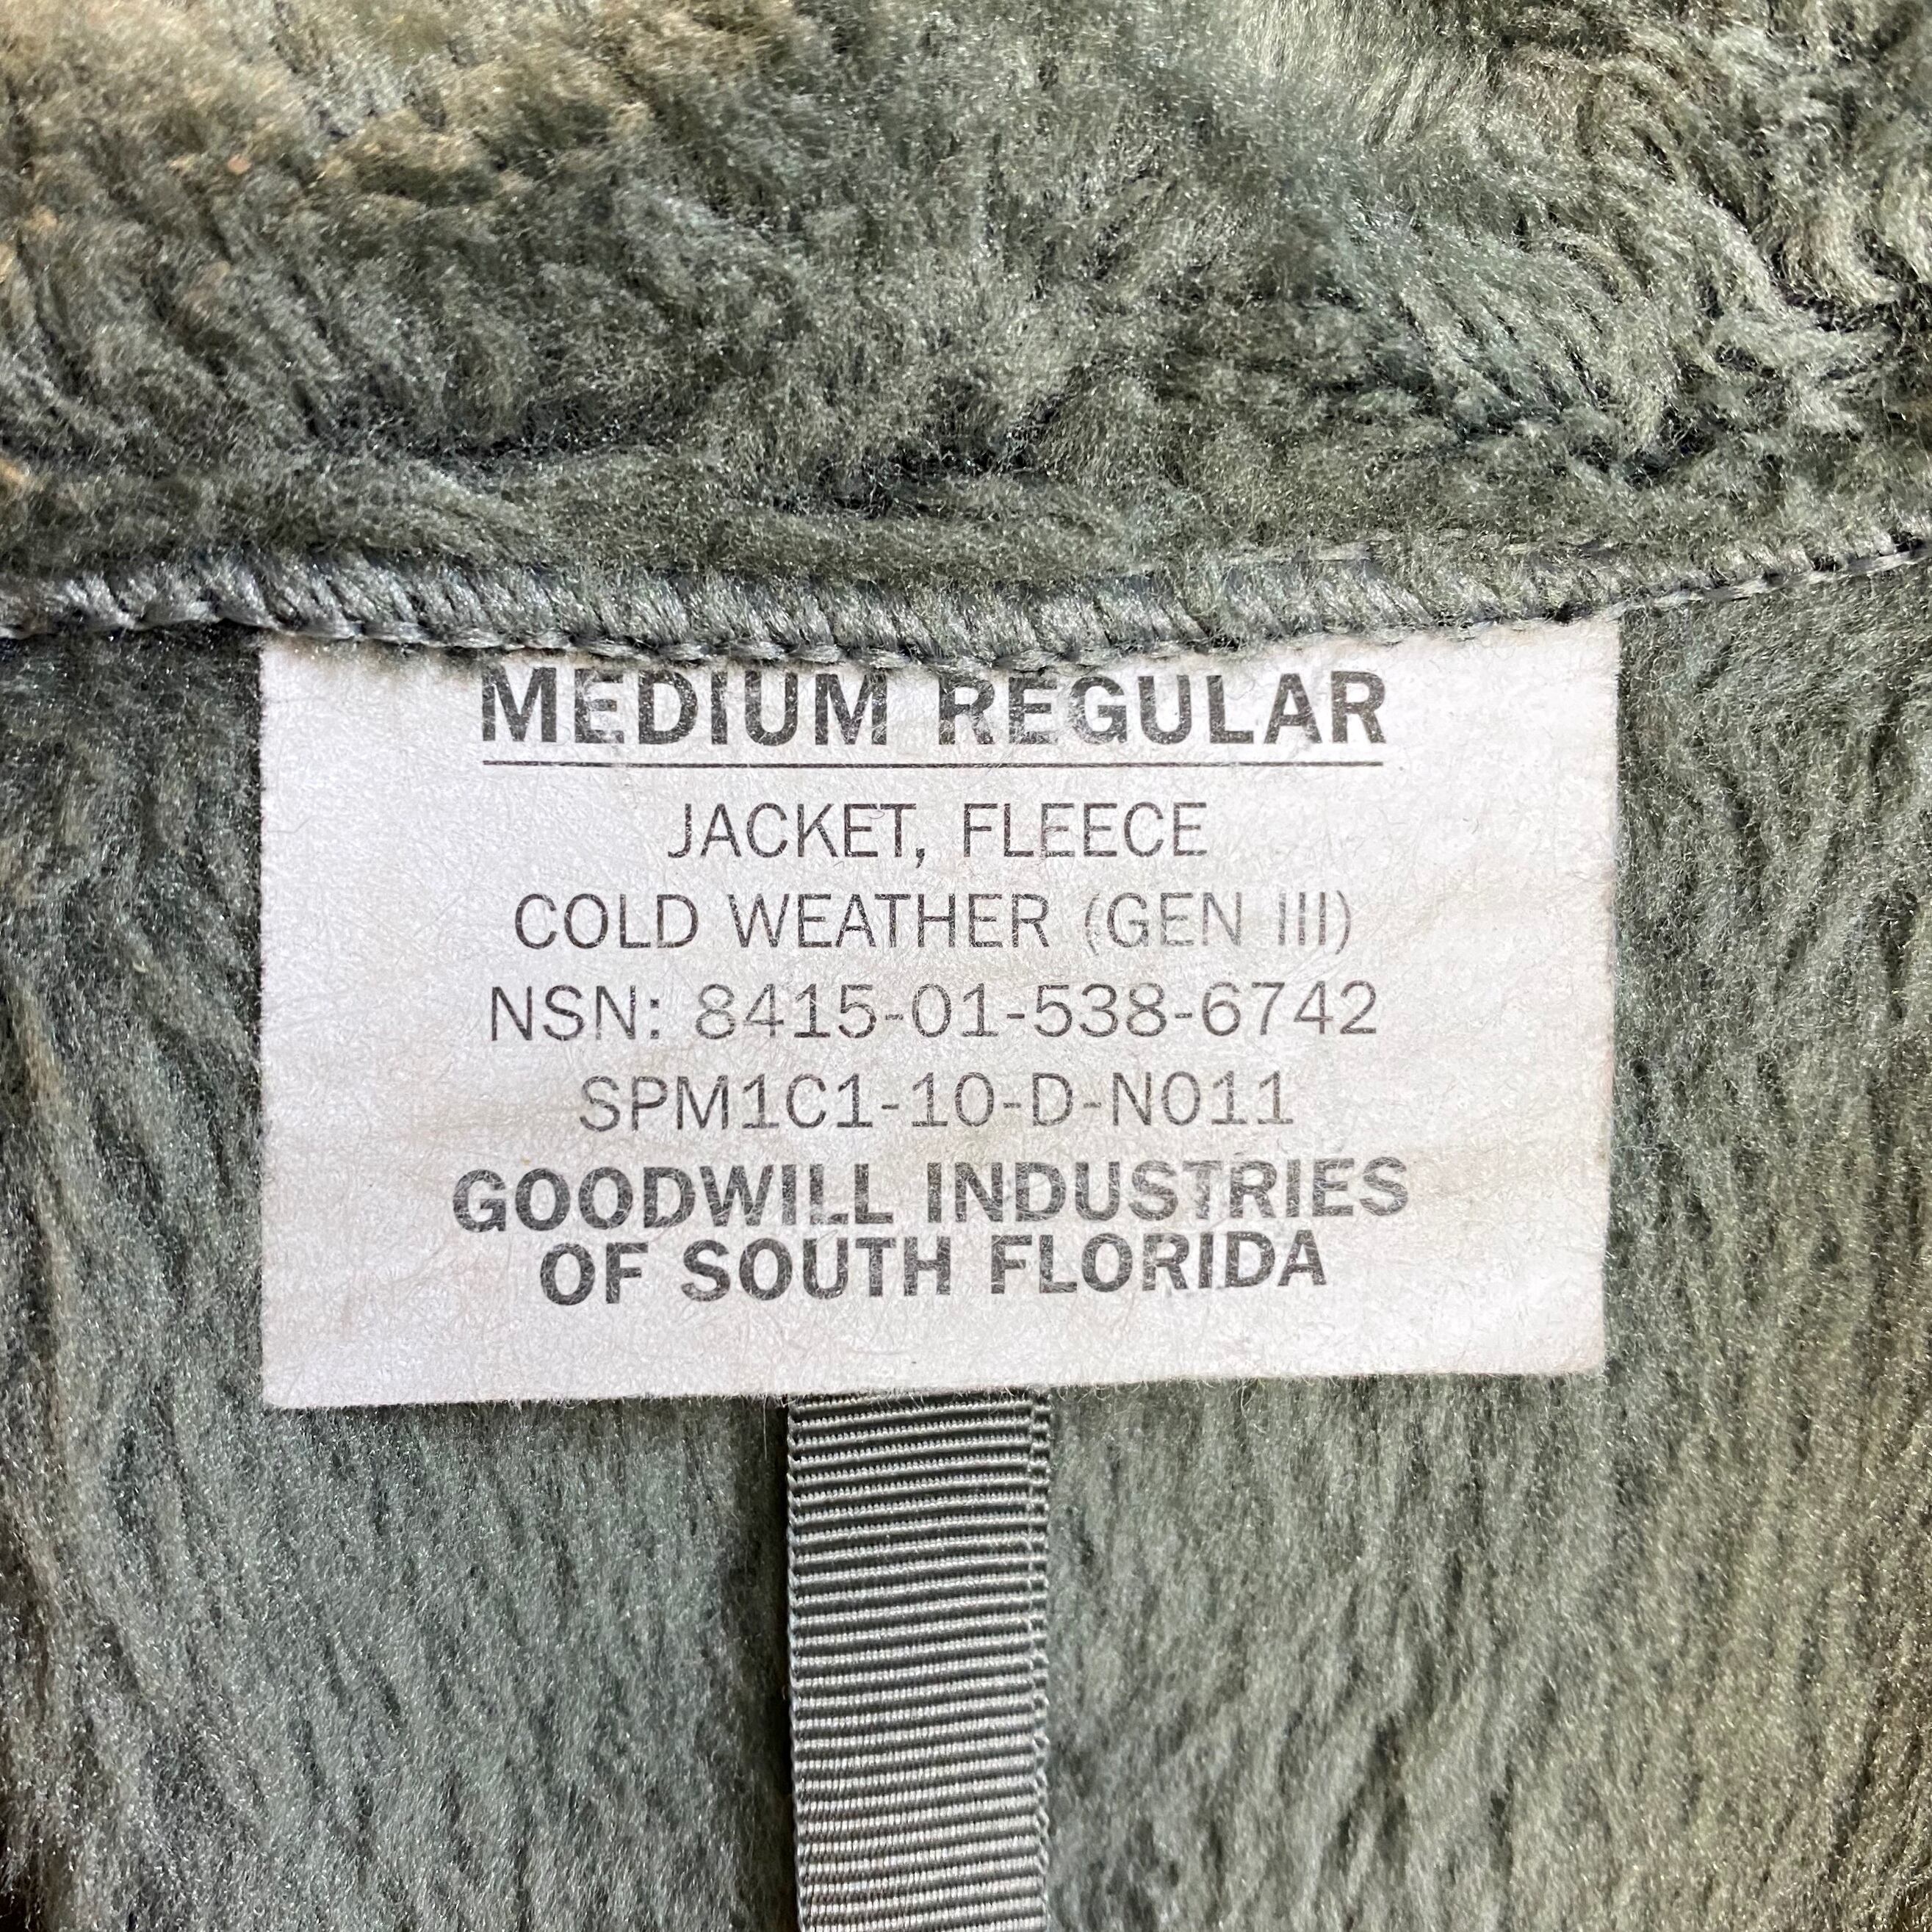 MEDIUM REGULAR
JACKET, FLEECE
COLD WEATHER (GEN III)
NSN: 8415-01-538-6742
SPM1C1-10-D-N011
GOODWILL INDUSTRIES
OF SOUTH FLORIDA